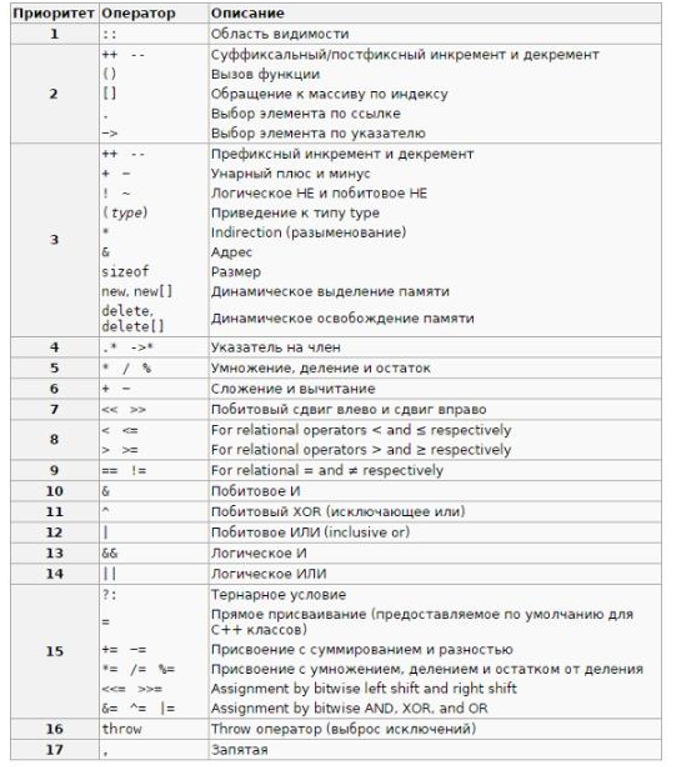 Приоритет Оператор Описание
1 :: Область видимости
++ -- Суффиксальный/постфиксный инкремент и декремент
() Вызов функции
2 [] Обращение к массиву по индексу
. Выбор элемента по ссылке
−> Выбор элемента по указателю
++ -- Префиксный инкремент и декремент
+ − Унарный плюс и минус
! ~ Логическое НЕ и побитовое НЕ
(type) Приведение к типу type
3 * Indirection (разыменование)
& Адрес
sizeof Размер
new, new[] Динамическое выделение памяти
delete,
delete[] Динамическое освобождение памяти
4 .* ->* Указатель на член
5 * / % Умножение, деление и остаток
6 + − Сложение и вычитание
7 << >> Побитовый сдвиг влево и сдвиг вправо
8 < <= For relational operators < and ≤ respectively
> >= For relational operators > and ≥ respectively
9 == != For relational = and ≠ respectively
10 & Побитовое И
11 ^ Побитовый XOR (исключающее или)
12 | Побитовое ИЛИ (inclusive or)
13 && Логическое И
14 || Логическое ИЛИ
?: Тернарное условие
= Прямое присваивание (предоставляемое по умолчанию для
C++ классов)
15 += −= Присвоение с суммированием и разностью
*= /= %= Присвоение с умножением, делением и остатком от деления
<<= >>= Assignment by bitwise left shift and right shift
&= ^= |= Assignment by bitwise AND, XOR, and OR
16 throw Throw оператор (выброс исключений)
17 , Запятая